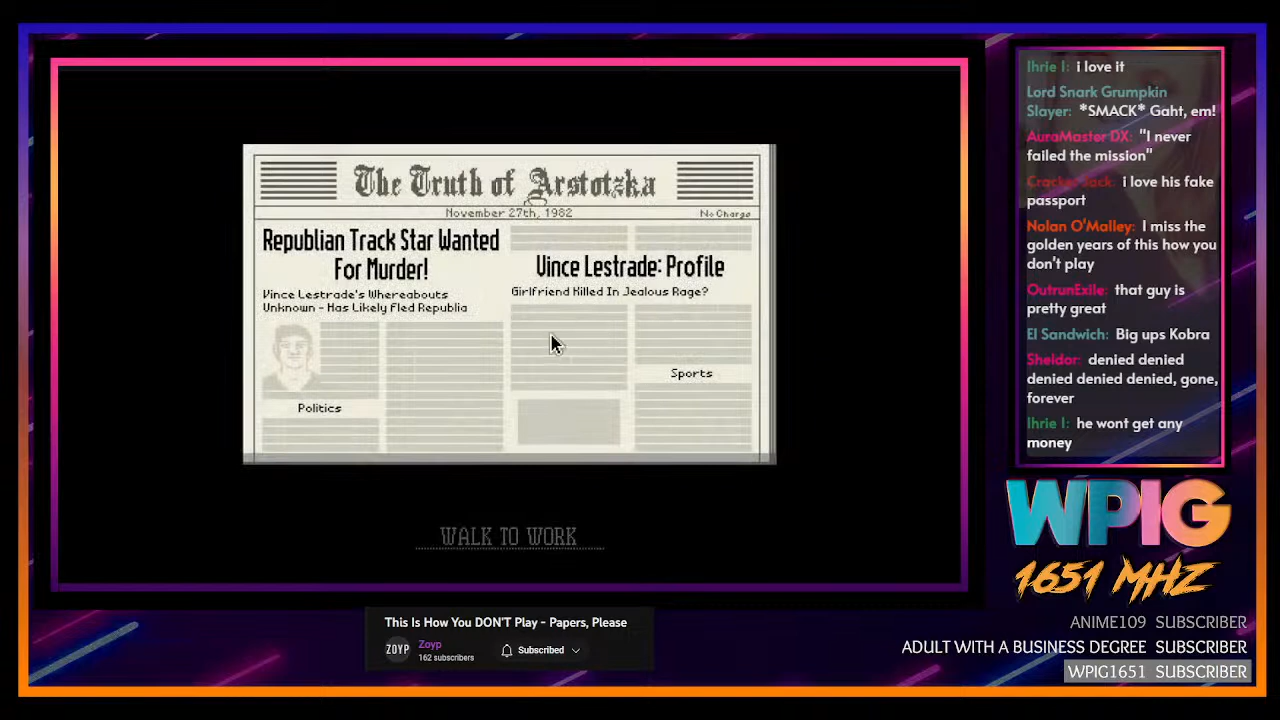 The Truth of Arstotzka
November 27th, 1982
No Charge
Republian Track Star Wanted
For Murder!
Vince Lestrade's Whereabouts
Unknown - Has Likely Fled Republia
Politics
Vince Lestrade: Profile
Girlfriend Killed In Jealous Rage?
Sports
WALK TO WORK
This Is How You DON'T Play - Papers, Please
ZOYP
Zoyp
162 subscribers
Subscribed
Ihrie I: i love it
Lord Snark Grumpkin
Slayer: *SMACK* Gaht, em!
AuraMaster DX: "I never
failed the mission"
Cracker Jack: i love his fake
passport
Nolan O'Malley: I miss the
golden years of this how you
don't play
OutrunExile: that guy is
pretty great
El Sandwich: Big ups Kobra
Sheldor: denied denied
denied denied denied, gone,
forever
Ihrie I: he wont get any
money
WPIG
1651 MHZ
ANIME109 SUBSCRIBER
ADULT WITH A BUSINESS DEGREE SUBSCRIBER
WPIG1651 SUBSCRIBER